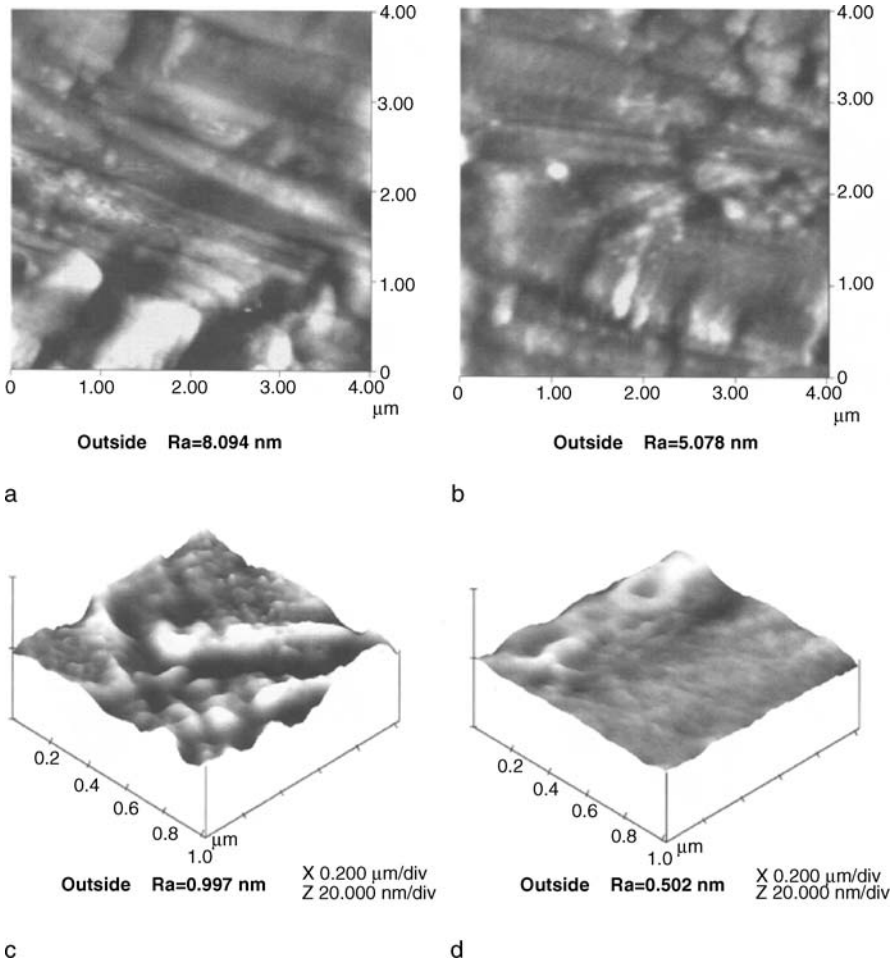 4.00
3.00
2.00
1.00
0
0 1.00 2.00 3.00 4.00
μm
Outside Ra=8.094 nm
a
4.00
3.00
2.00
1.00
0
0 1.00 2.00 3.00 4.00
μm
Outside Ra=5.078 nm
b
0.2
0.4
0.6
0.8
1.0
μm
Outside Ra=0.997 nm
X 0.200 μm/div
Z 20.000 nm/div
c
0.2
0.4
0.6
0.8
1.0
μm
Outside Ra=0.502 nm
X 0.200 μm/div
Z 20.000 nm/div
d